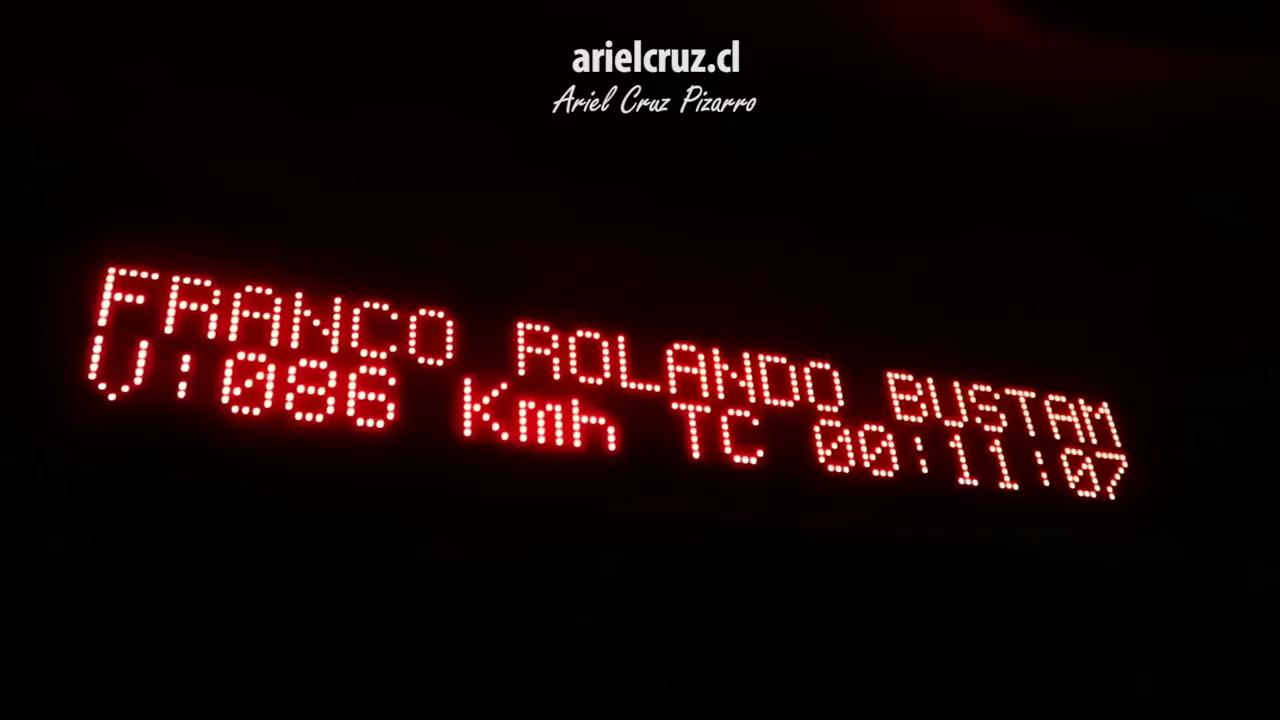 arielcruz.cl
Ariel Cruz Pizarro
FRANCO ROLANDO BUSTAM
V:086 Kmh TC 00:11:07